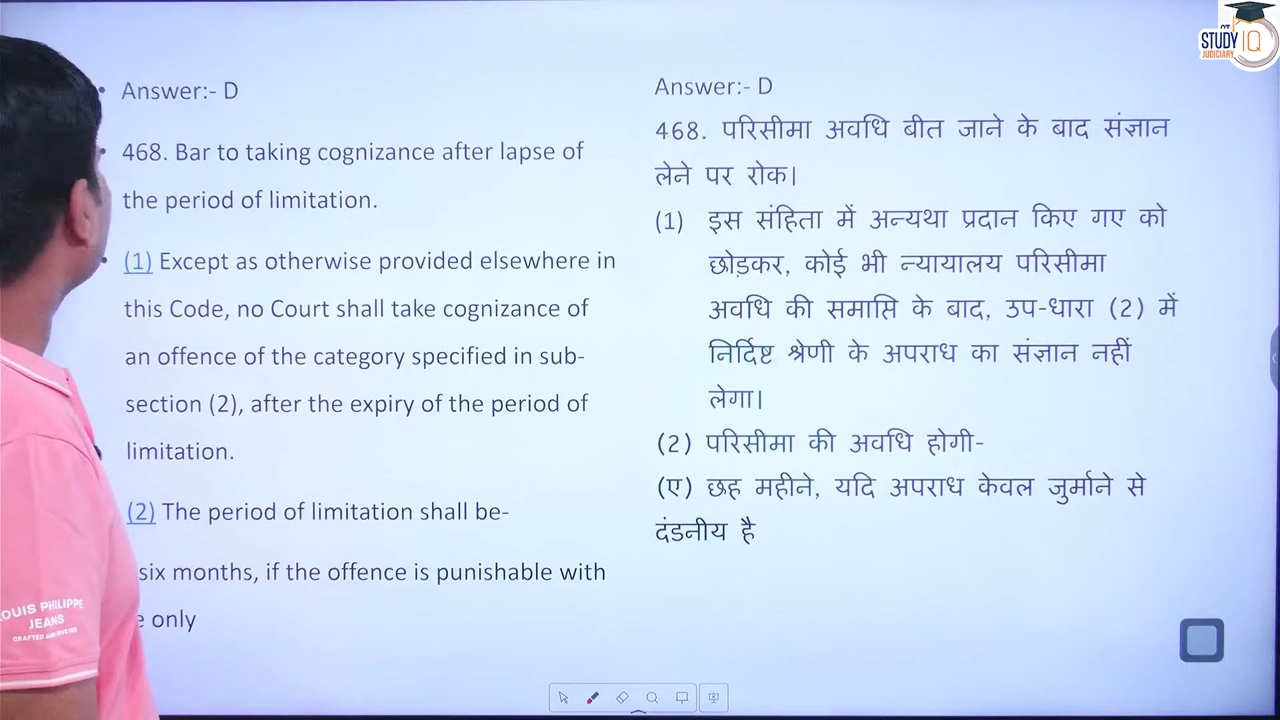 STUDY IQ
JUDICIARY
Answer:- D
468. Bar to taking cognizance after lapse of
the period of limitation.
(1) Except as otherwise provided elsewhere in
this Code, no Court shall take cognizance of
an offence of the category specified in sub-
section (2), after the expiry of the period of
limitation.
(2) The period of limitation shall be-
six months, if the offence is punishable with
only
Answer:- D
468. परिसीमा अवधि बीत जाने के बाद संज्ञान
लेने पर रोक।
(1) इस संहिता में अन्यथा प्रदान किए गए को
छोड़कर, कोई भी न्यायालय परिसीमा
अवधि की समाप्ति के बाद, उप-धारा (2) में
निर्दिष्ट श्रेणी के अपराध का संज्ञान नहीं
लेगा।
(2) परिसीमा की अवधि होगी-
(ए) छह महीने, यदि अपराध केवल जुर्माने से
दंडनीय है
LOUIS PHILIPPE
JEANS